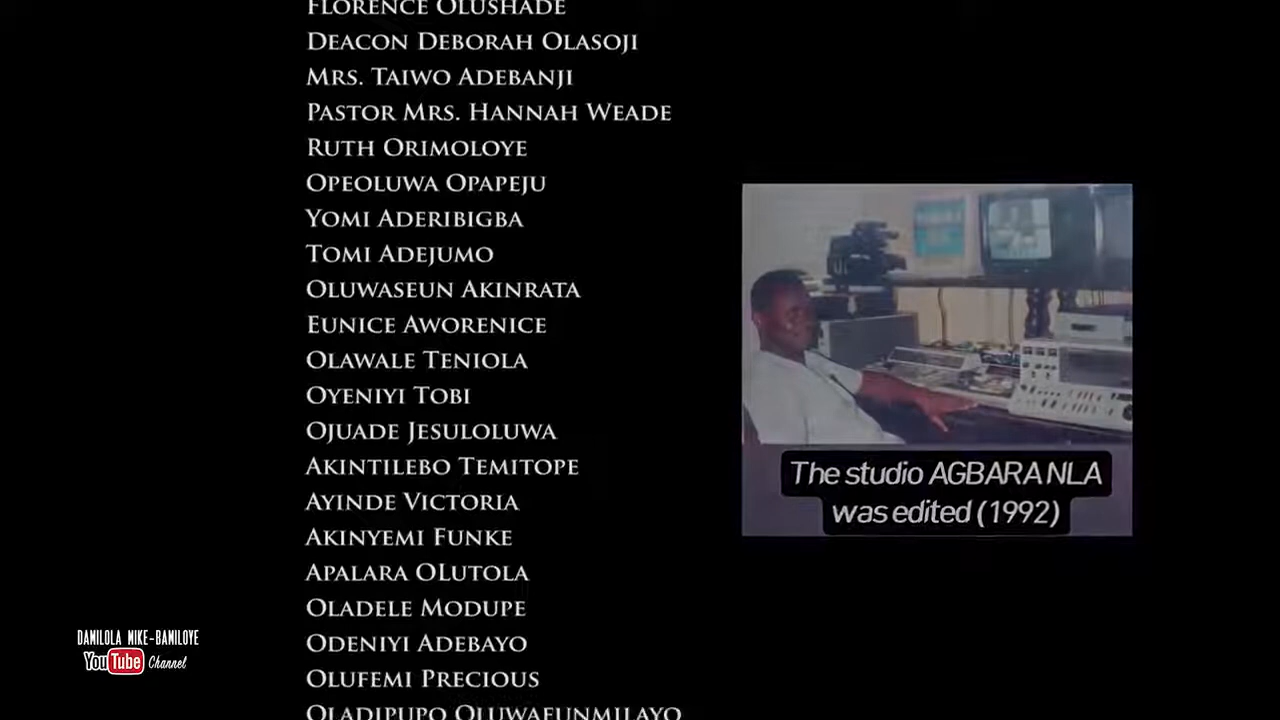 FLORENCE OLUSHADE
DEACON DEBORAH OLASOJI
MRS. TAIWO ADEBANJI
PASTOR MRS. HANNAH WEADE
RUTH ORIMOLOYE
OPEOLUWA OPAPEJU
YOMI ADERIBIGBA
TOMI ADEJUMO
OLUWASEUN AKINRATA
EUNICE AWORENICE
OLAWALE TENIOLA
OYENIYI TOBI
OJUADE JESULOLUWA
AKINTILEBO TEMITOPE
AYINDE VICTORIA
AKINYEMI FUNKE
APALARA OLUTOLA
OLADELE MODUPE
ODENIYI ADEBAYO
OLUFEMI PRECIOUS
OLADIPUPO OLUWAFUNMILAYO
The studio AGBARA NLA
was edited (1992)
DAMILOLA MIKE-BAMILOYE
YouTube Channel